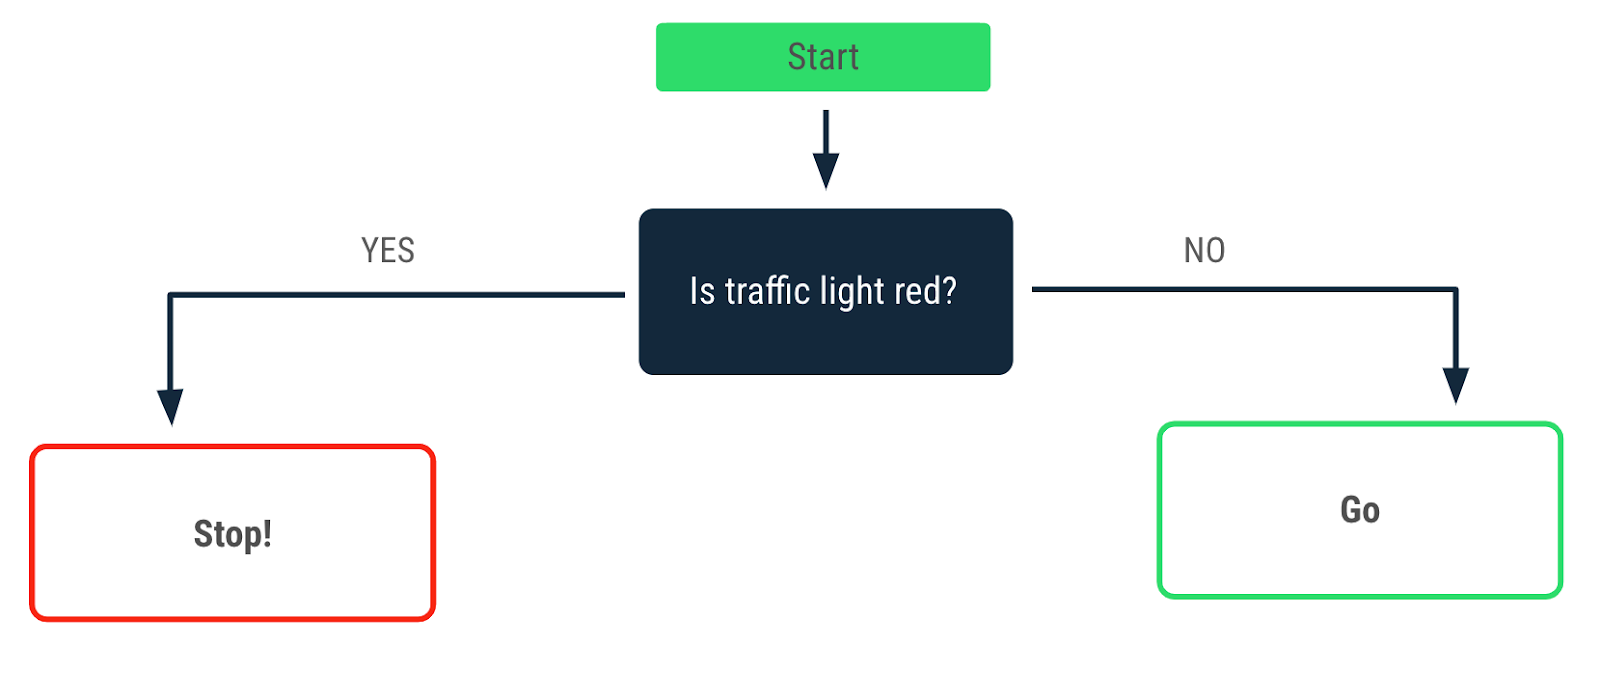 Start
YES
NO
Is traffic light red?
Stop!
Go